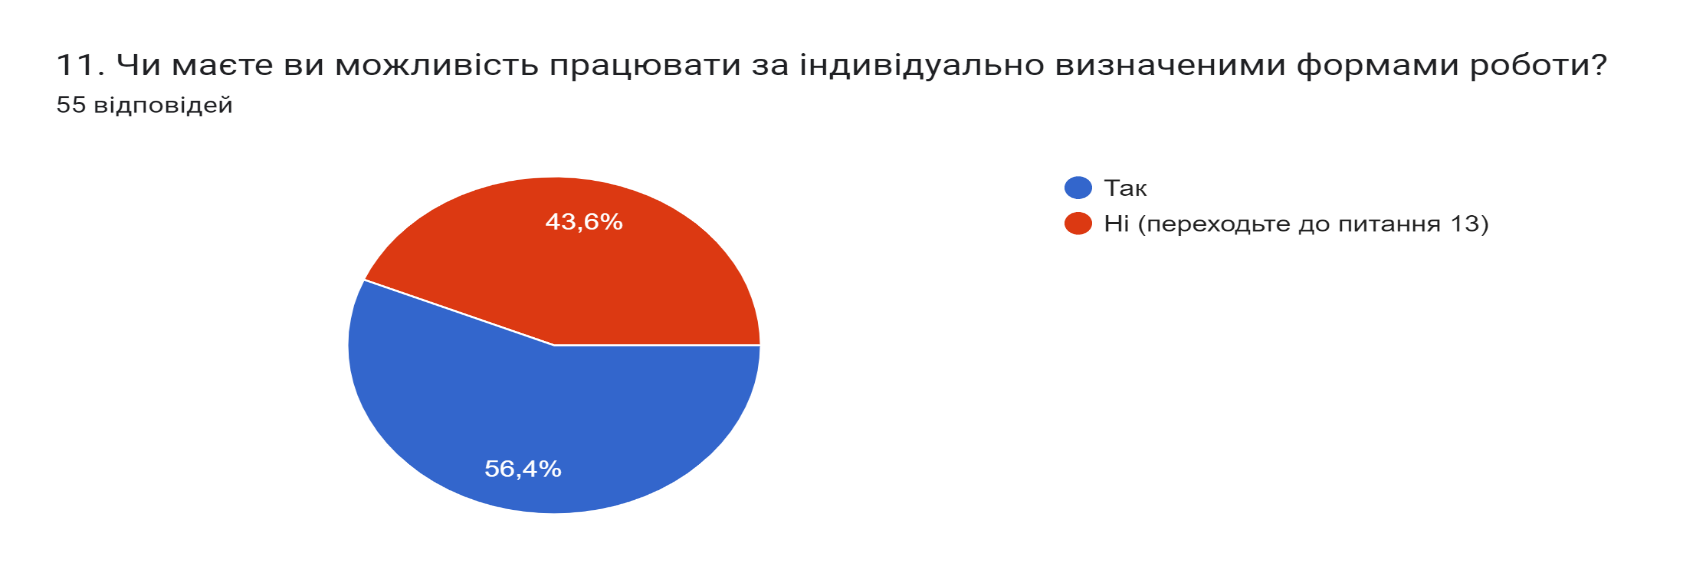 11. Чи маєте ви можливість працювати за індивідуально визначеними формами роботи?
55 відповідей
Так
Ні (переходьте до питання 13)
43,6%
56,4%